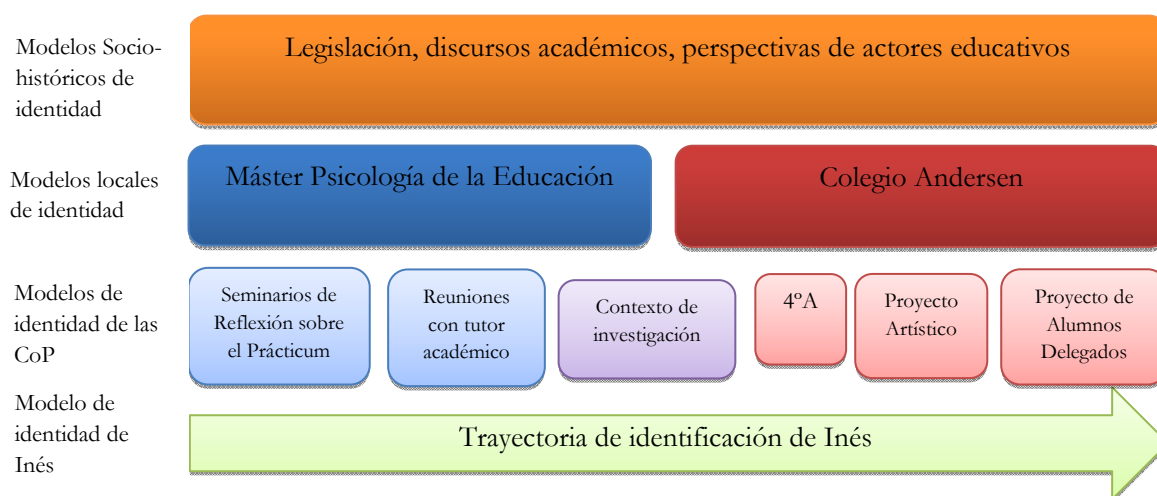 Modelos Socio-
históricos de
identidad
Legislación, discursos académicos, perspectivas de actores educativos
Modelos locales
de identidad
Máster Psicología de la Educación
Colegio Andersen
Modelos de
identidad de las
CoP
Seminarios de
Reflexión sobre
el Prácticum
Reuniones
con tutor
académico
Contexto de
investigación
4ºA
Proyecto
Artístico
Proyecto de
Alumnos
Delegados
Modelo de
identidad de
Inés
Trayectoria de identificación de Inés